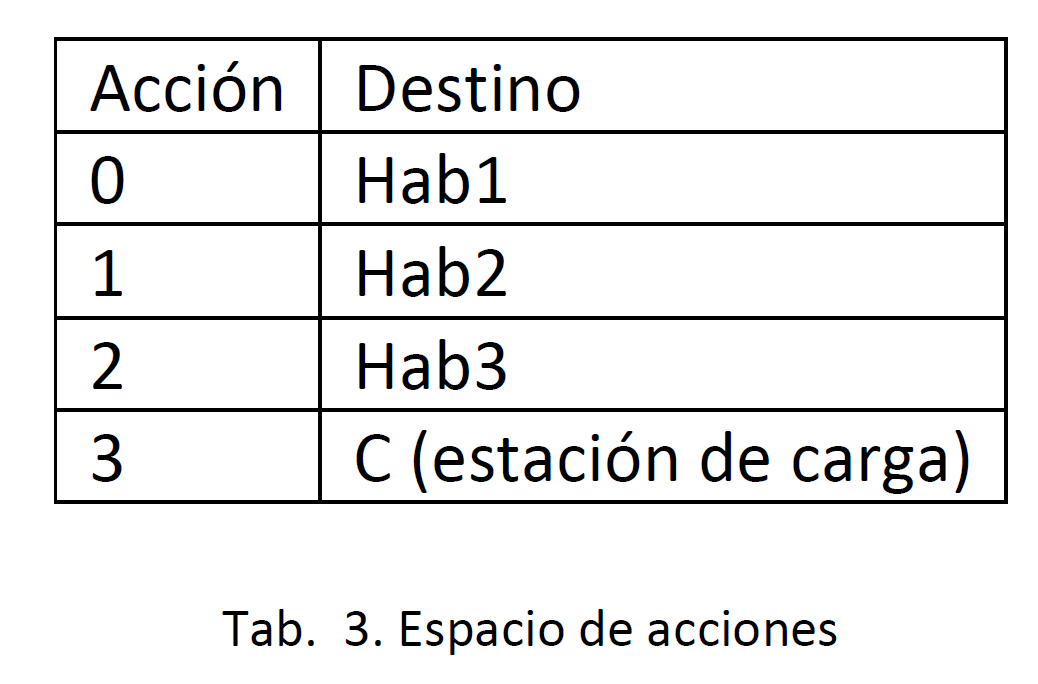 Acción Destino
0 Hab1
1 Hab2
2 Hab3
3 C (estación de carga)
Tab. 3. Espacio de acciones